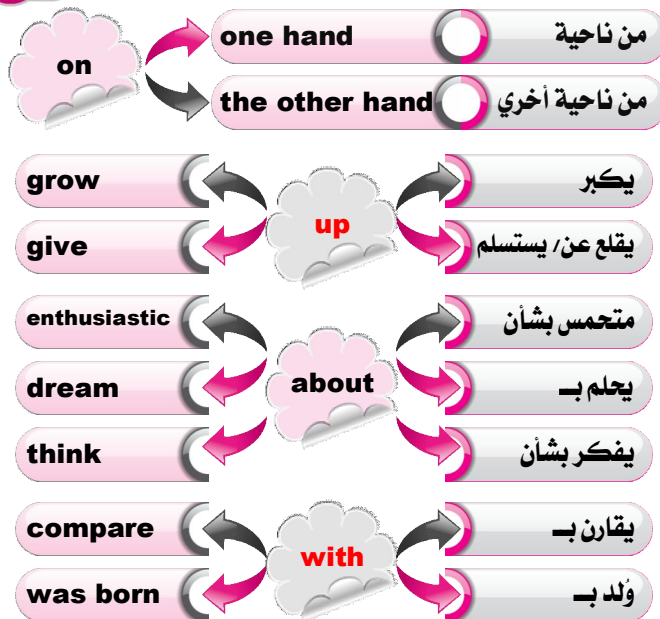 on
one hand من ناحية
the other hand من ناحية أخري
grow يكبر
up
give يقلع عن/ يستسلم
enthusiastic متحمس بشأن
dream about يحلم بـ
think يفكر بشأن
compare يقارن بـ
with
was born وُلد بـ